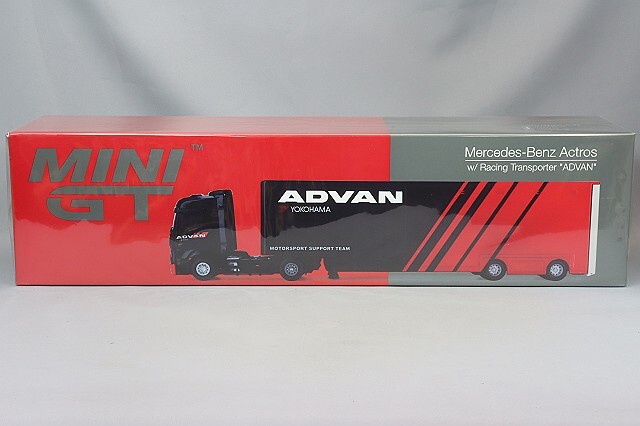 MINI
GT
™
Mercedes-Benz Actros
w/ Racing Transporter "ADVAN"
ADVAN
YOKOHAMA
ADVAN
MOTORSPORT SUPPORT TEAM